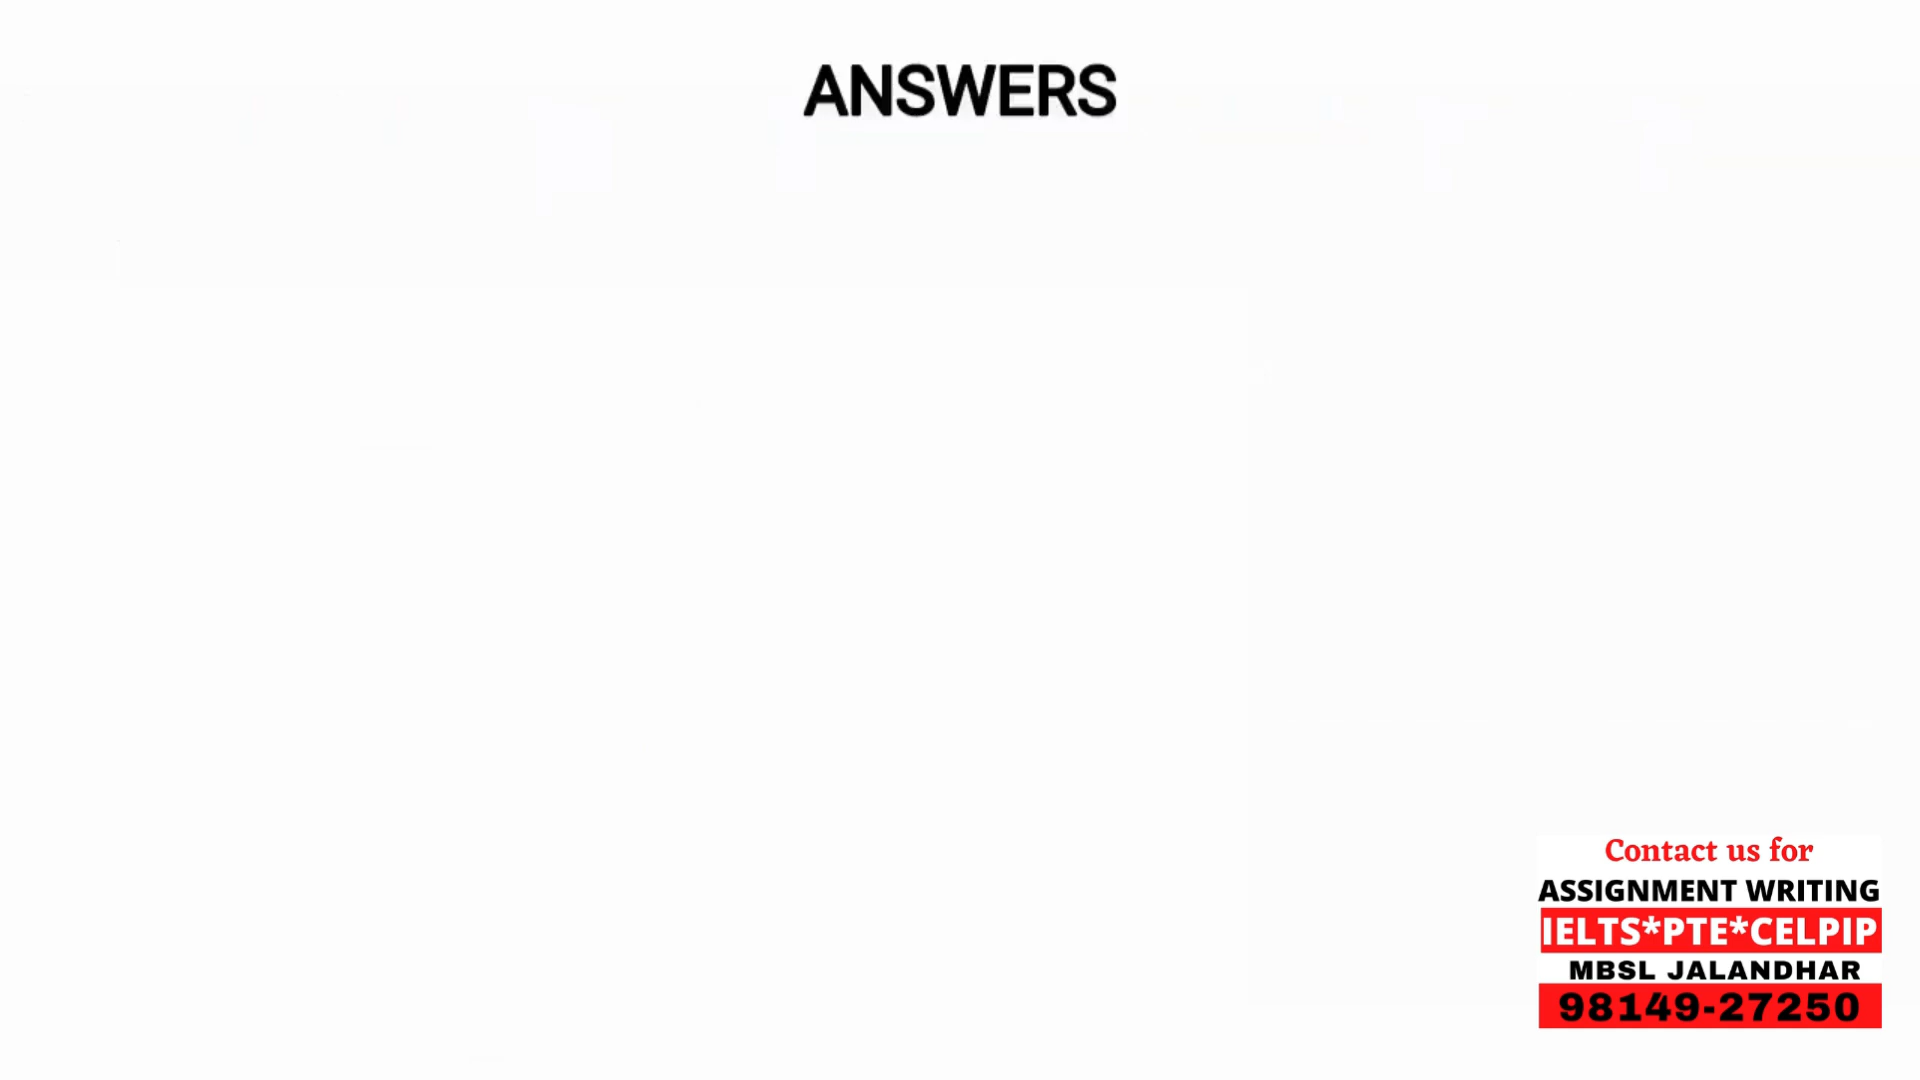 ANSWERS
Contact us for
ASSIGNMENT WRITING
IELTS*PTE*CELPIP
MBSL JALANDHAR
98149-27250